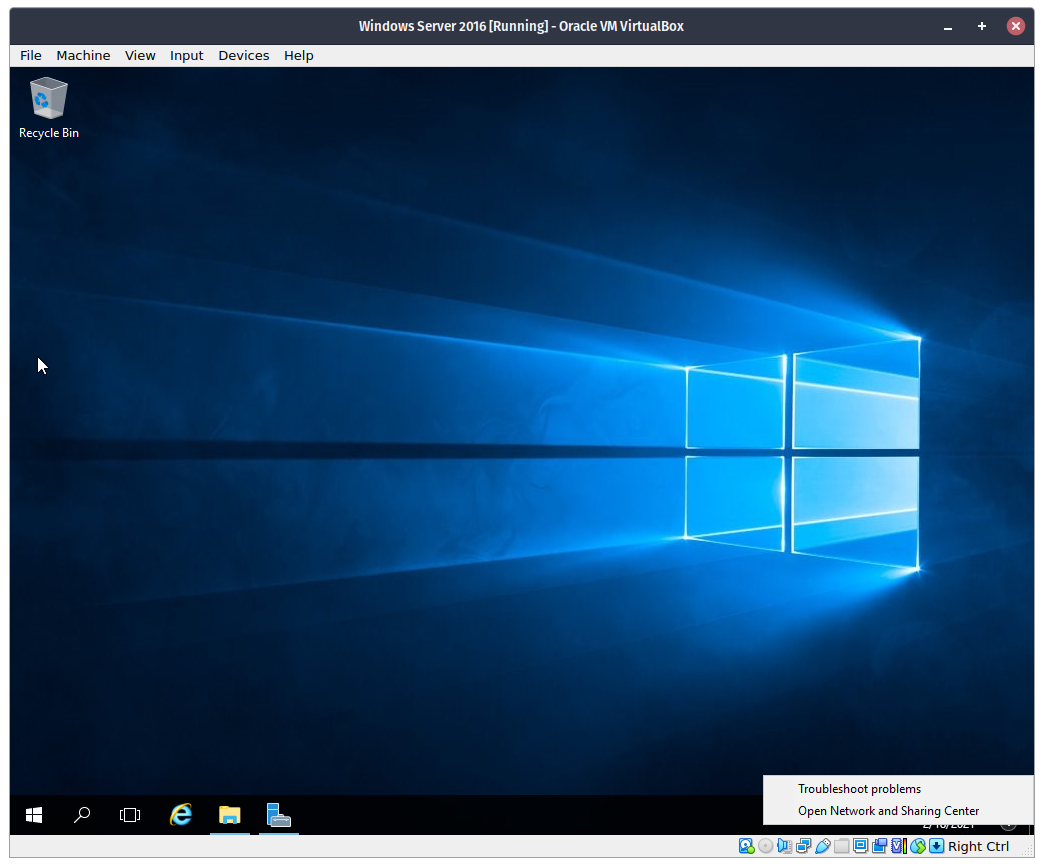 Windows Server 2016 [Running] - Oracle VM VirtualBox
File Machine View Input Devices Help
Recycle Bin
Troubleshoot problems
Open Network and Sharing Center
Right Ctrl